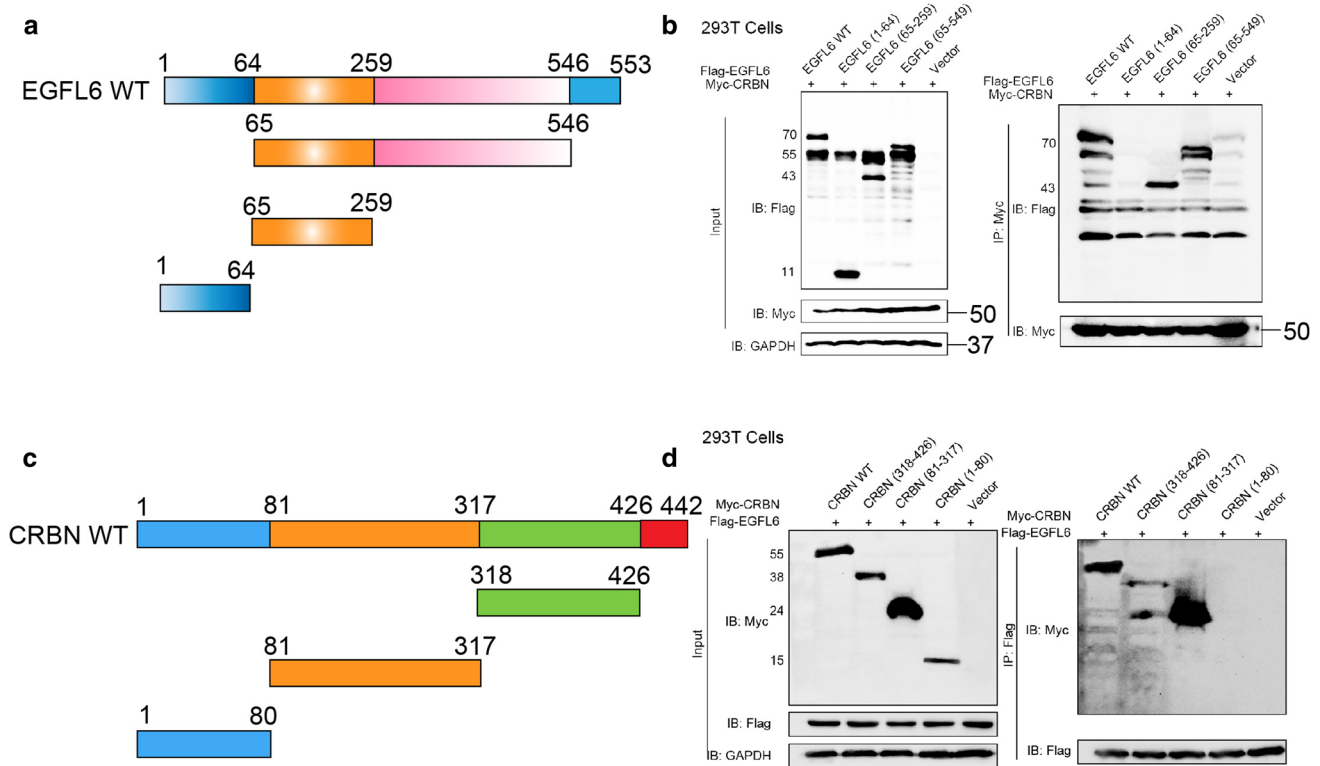 a
1 64 259 546 553
EGFL6 WT
65 546
65 259
1 64
b
293T Cells
EGFL6 WT
EGFL6 (1-64)
EGFL6 (65-259)
EGFL6 (65-549)
Vector
Flag-EGFL6
Myc-CRBN + + + + +
70
55
43
IB: Flag
11
Input
IB: Myc 50
IB: GAPDH 37
EGFL6 WT
EGFL6 (1-64)
EGFL6 (65-259)
EGFL6 (65-549)
Vector
Flag-EGFL6
Myc-CRBN + + + + +
70
43
IB: Flag
IP: Myc
IB: Myc 50
c
1 81 317 426 442
CRBN WT
318 426
81 317
1 80
d
293T Cells
CRBN WT
CRBN (318-426)
CRBN (81-317)
CRBN (1-80)
Vector
Myc-CRBN
Flag-EGFL6 + + + + +
55
38
24
IB: Myc
15
Input
IB: Flag
IB: GAPDH
CRBN WT
CRBN (318-426)
CRBN (81-317)
CRBN (1-80)
Vector
Myc-CRBN
Flag-EGFL6 + + + + +
IB: Myc
IP: Flag
IB: Flag